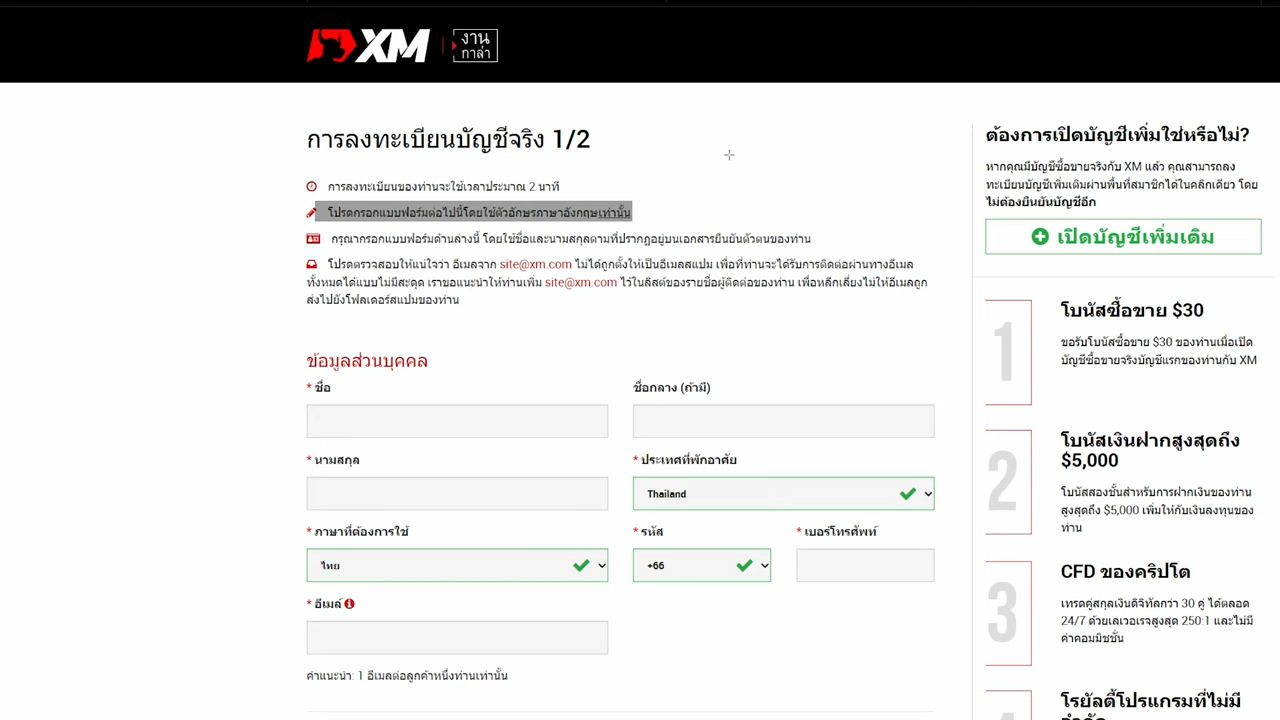 XM
งาน
กาล่า
การลงทะเบียนบัญชีจริง 1/2
การลงทะเบียนของท่านจะใช้เวลาประมาณ 2 นาที
โปรดกรอกแบบฟอร์มต่อไปนี้โดยใช้ตัวอักษรภาษาอังกฤษเท่านั้น
กรุณากรอกแบบฟอร์มด้านล่างนี้ โดยใช้ชื่อและนามสกุลตามที่ปรากฏอยู่บนเอกสารยืนยันตัวตนของท่าน
โปรดตรวจสอบให้แน่ใจว่า อีเมลจาก site@xm.com ไม่ได้ถูกตั้งให้เป็นอีเมลสแปม เพื่อที่ท่านจะได้รับการติดต่อผ่านทางอีเมล
ทั้งหมดได้แบบไม่มีสะดุด เราขอแนะนำให้ท่านเพิ่ม site@xm.com ไว้ในลิสต์ของรายชื่อผู้ติดต่อของท่าน เพื่อหลีกเลี่ยงไม่ให้อีเมลถูก
ส่งไปยังโฟลเดอร์สแปมของท่าน
ข้อมูลส่วนบุคคล
* ชื่อ
ชื่อกลาง (ถ้ามี)
* นามสกุล
* ประเทศที่พักอาศัย
Thailand
* ภาษาที่ต้องการใช้
* รหัส
* เบอร์โทรศัพท์
ไทย
+66
* อีเมล์
คำแนะนำ: 1 อีเมลต่อลูกค้าหนึ่งท่านเท่านั้น
ต้องการเปิดบัญชีเพิ่มใช่หรือไม่?
หากคุณมีบัญชีซื้อขายจริงกับ XM แล้ว คุณสามารถลง
ทะเบียนบัญชีเพิ่มเติมผ่านพื้นที่สมาชิกได้ในคลิกเดียว โดย
ไม่ต้องยืนยันบัญชีอีก
เปิดบัญชีเพิ่มเติม
1
โบนัสซื้อขาย $30
ขอรับโบนัสซื้อขาย $30 ของท่านเมื่อเปิด
บัญชีซื้อขายจริงบัญชีแรกของท่านกับ XM
2
โบนัสเงินฝากสูงสุดถึง
$5,000
โบนัสสองชั้นสำหรับการฝากเงินของท่าน
สูงสุดถึง $5,000 เพิ่มให้กับเงินลงทุนของ
ท่าน
3
CFD ของคริปโต
เทรดคู่สกุลเงินดิจิทัลกว่า 30 คู่ ได้ตลอด
24/7 ด้วยเลเวอเรจสูงสุด 250:1 และไม่มี
ค่าคอมมิชชั่น
โรยัลตี้โปรแกรมที่ไม่มี